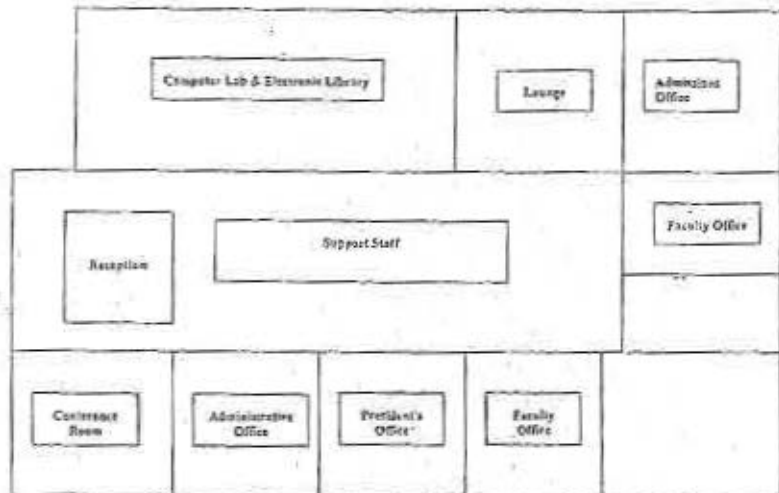 Computer Lab & Electronic Library
Lounge
Admissions
Office
Faculty Office
Support Staff
Reception
Conference
Room
Administrative
Office
President's
Office
Faculty
Office